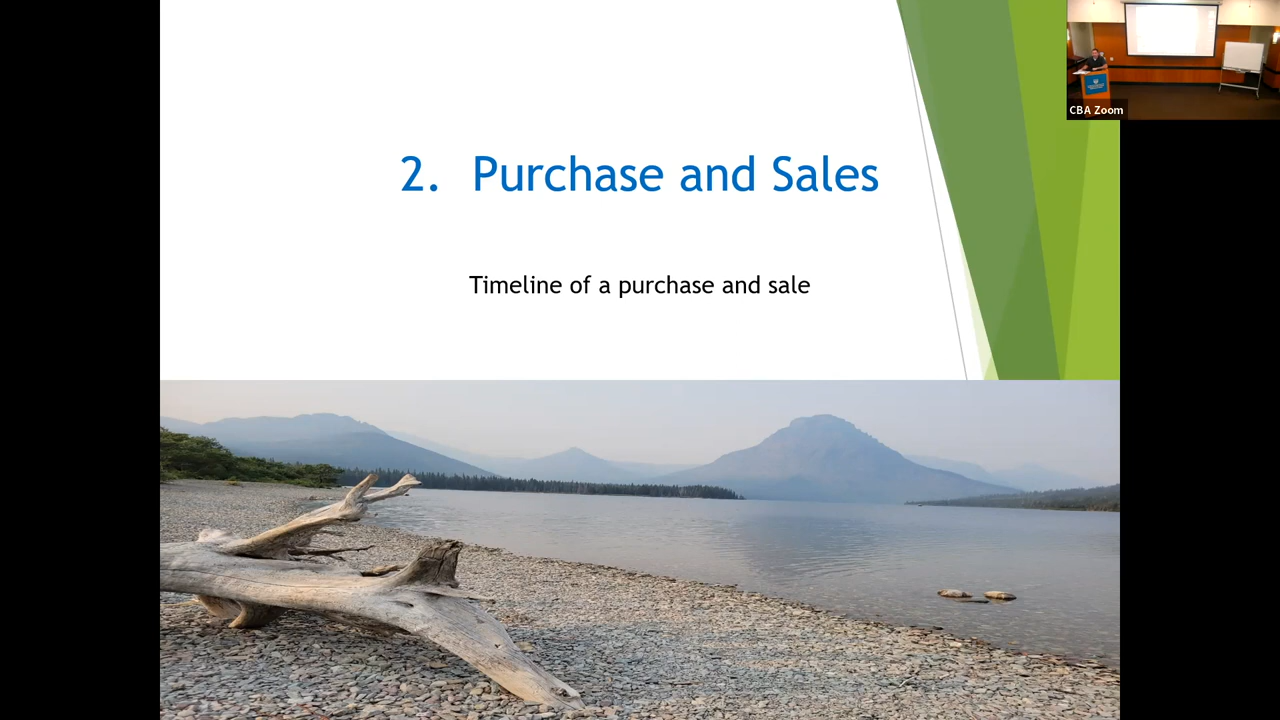 2. Purchase and Sales
Timeline of a purchase and sale
CBA Zoom